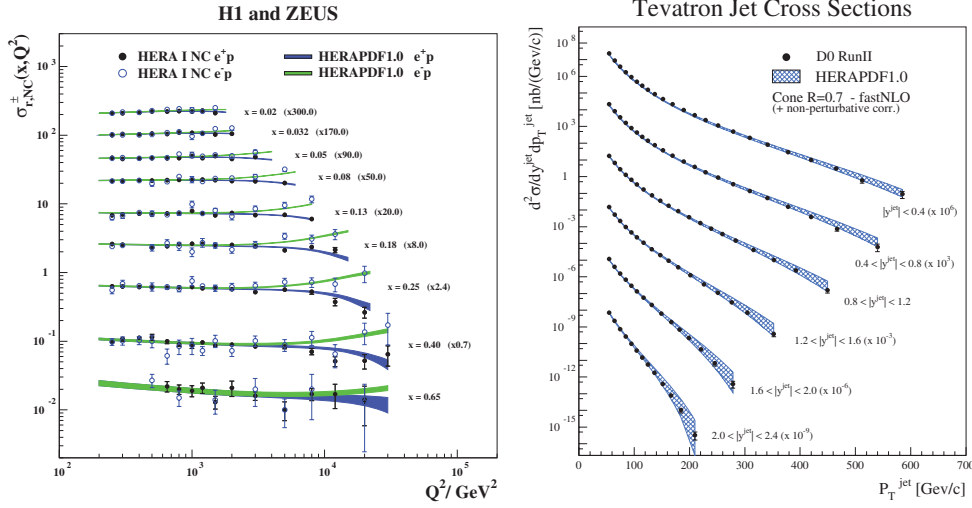 H1 and ZEUS
σ±r,NC(x,Q²)
HERA I NC e⁺p
HERA I NC e⁻p
HERAPDF1.0 e⁺p
HERAPDF1.0 e⁻p
10³
10²
10
1
10⁻¹
10⁻²
x = 0.02 (x300.0)
x = 0.032 (x170.0)
x = 0.05 (x90.0)
x = 0.08 (x50.0)
x = 0.13 (x20.0)
x = 0.18 (x8.0)
x = 0.25 (x2.4)
x = 0.40 (x0.7)
x = 0.65
10² 10³ 10⁴ 10⁵
Q²/ GeV²
Tevatron Jet Cross Sections
d²σ/dy^jet dp_T^jet [nb/(GeV/c)]
D0 RunII
HERAPDF1.0
Cone R=0.7 - fastNLO
(+ non-perturbative corr.)
10⁸
10⁶
10⁴
10²
1
10⁻³
10⁻⁶
10⁻⁹
10⁻¹²
10⁻¹⁵
|y^jet| < 0.4 (x 10⁶)
0.4 < |y^jet| < 0.8 (x 10³)
0.8 < |y^jet| < 1.2
1.2 < |y^jet| < 1.6 (x 10⁻³)
1.6 < |y^jet| < 2.0 (x 10⁻⁶)
2.0 < |y^jet| < 2.4 (x 10⁻⁹)
0 100 200 300 400 500 600 700
P_T^jet [Gev/c]